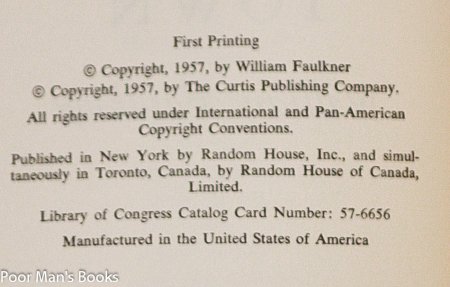 First Printing
© Copyright, 1957, by William Faulkner
© Copyright, 1957, by The Curtis Publishing Company.
All rights reserved under International and Pan-American
Copyright Conventions.
Published in New York by Random House, Inc., and simul-
taneously in Toronto, Canada, by Random House of Canada,
Limited.
Library of Congress Catalog Card Number: 57-6656
Manufactured in the United States of America
Poor Man's Books